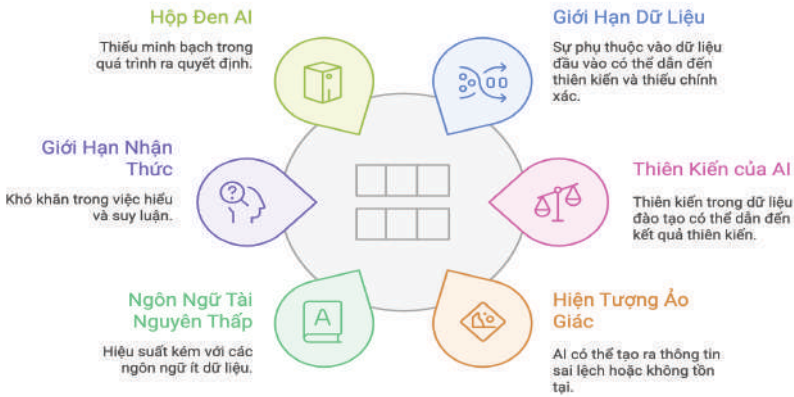 Hộp Đen AI
Thiếu minh bạch trong
quá trình ra quyết định.
Giới Hạn Dữ Liệu
Sự phụ thuộc vào dữ liệu
đầu vào có thể dẫn đến
thiên kiến và thiếu chính
xác.
Giới Hạn Nhận
Thức
Khó khăn trong việc hiểu
và suy luận.
Thiên Kiến của AI
Thiên kiến trong dữ liệu
đào tạo có thể dẫn đến
kết quả thiên kiến.
Ngôn Ngữ Tài
Nguyên Thấp
Hiệu suất kém với các
ngôn ngữ ít dữ liệu.
A
Hiện Tượng Ảo
Giác
AI có thể tạo ra thông tin
sai lệch hoặc không tồn
tại.